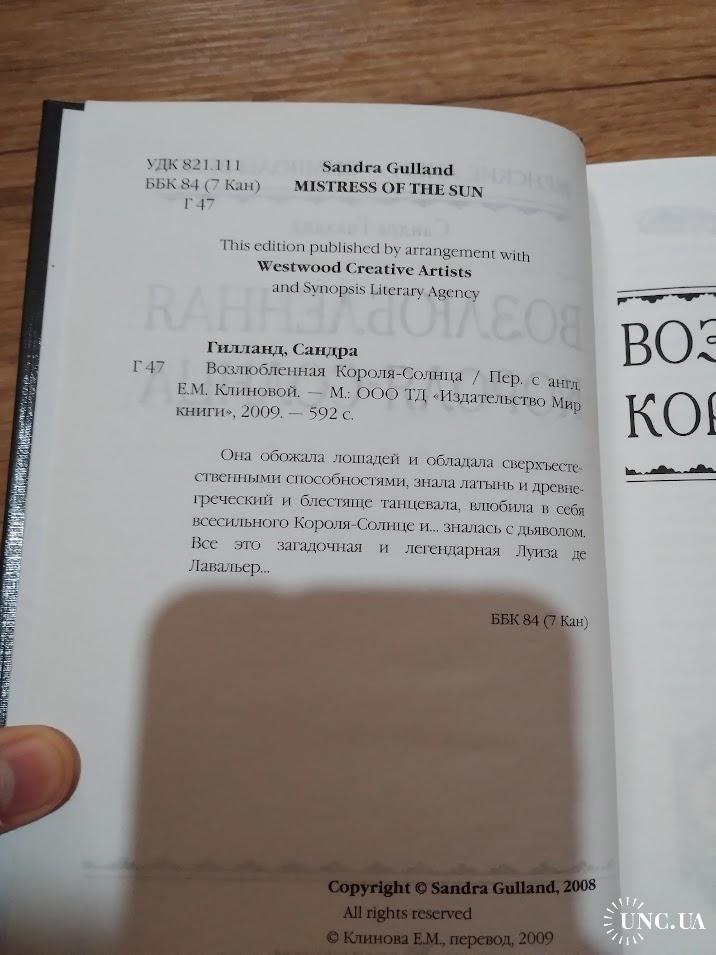 УДК 821.111
ББК 84 (7 Кан)
Г 47
Sandra Gulland
MISTRESS OF THE SUN
This edition published by arrangement with
Westwood Creative Artists
and Synopsis Literary Agency
Гилланд, Сандра
Г 47 Возлюбленная Короля-Солнца / Пер. с англ.
Е.М. Клиновой. — М.: ООО ТД «Издательство Мир
книги», 2009. — 592 с.
Она обожала лошадей и обладала сверхъесте-
ственными способностями, знала латынь и древне-
греческий и блестяще танцевала, влюбила в себя
всесильного Короля-Солнце и... зналась с дьяволом.
Все это загадочная и легендарная Луиза де
Лавальер...
ББК 84 (7 Кан)
Copyright © Sandra Gulland, 2008
All rights reserved
© Клинова Е.М., перевод, 2009
ВОЗ
КОР
UNC.UA